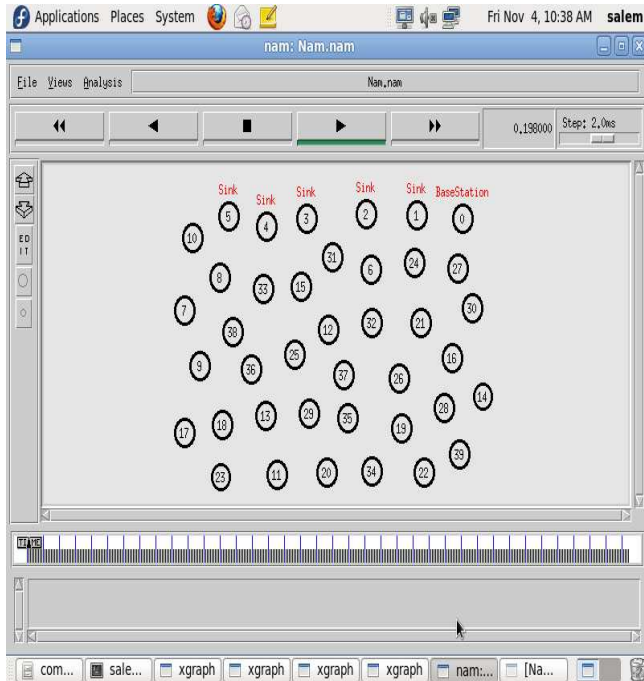 Applications Places System Fri Nov 4, 10:38 AM salem
nam: Nam.nam
File Views Analysis Nam.nam
0.198000 Step: 2.0ms
ED
IT
Sink Sink Sink Sink Sink BaseStation
5 4 3 2 1 0
10
31
8 33 15 6 24 27
7 30
38 12 32 21
9 36 25 37 26 16
14
17 18 13 29 35 19 28
23 11 20 34 22 39
TIME
com... sale... xgraph xgraph xgraph xgraph nam:... [Na...